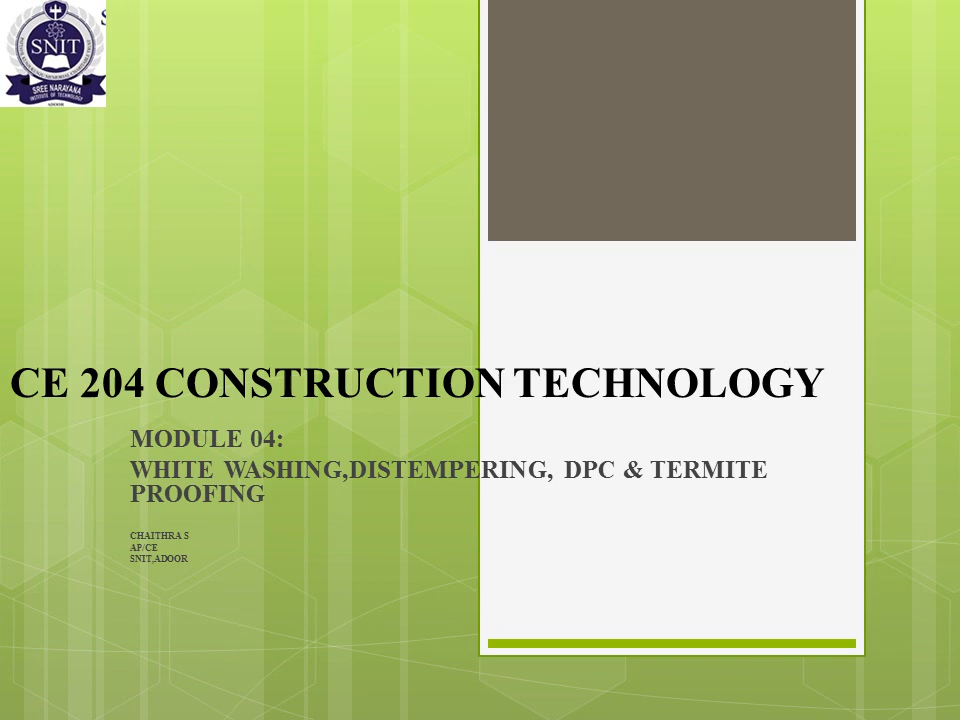 S
SNIT
SREE NARAYANA
INSTITUTE OF TECHNOLOGY
ADOOR
CE 204 CONSTRUCTION TECHNOLOGY
MODULE 04:
WHITE WASHING,DISTEMPERING, DPC & TERMITE
PROOFING
CHAITHRA S
AP/CE
SNIT,ADOOR